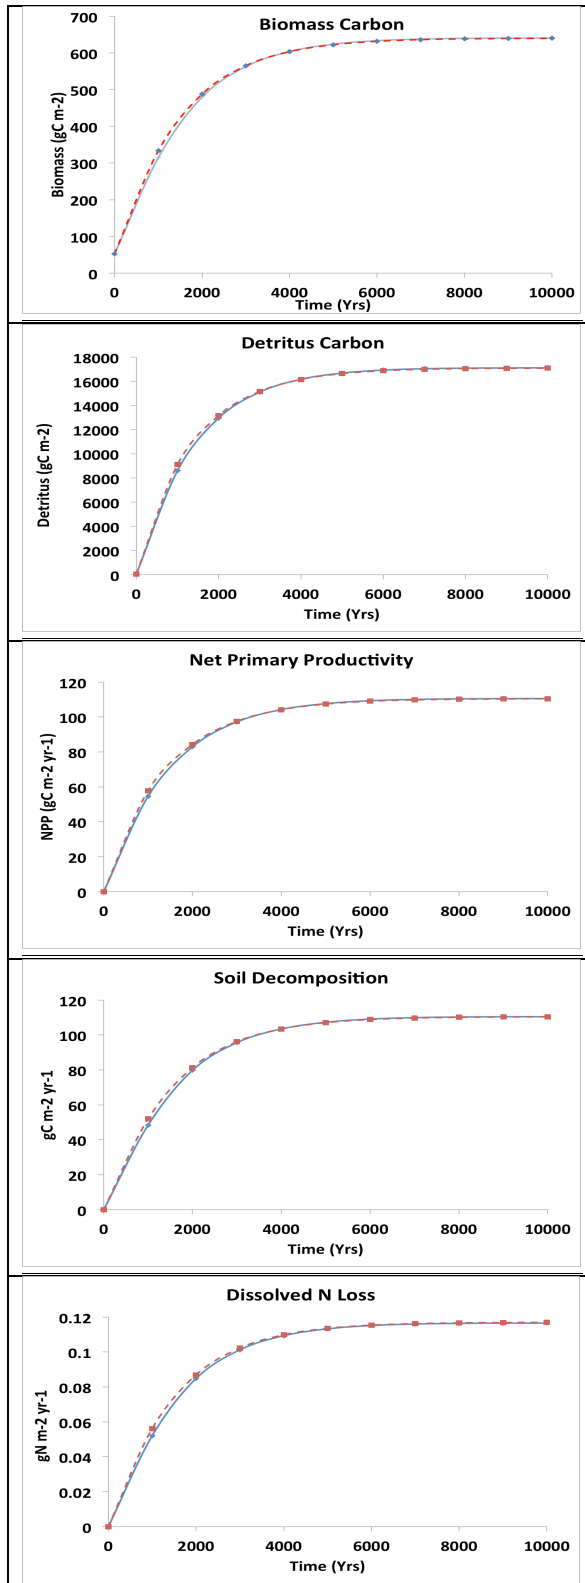 Biomass Carbon
700
600
500
400
300
200
100
0
Biomass (gC m-2)
0 2000 4000 6000 8000 10000
Time (Yrs)
Detritus Carbon
18000
16000
14000
12000
10000
8000
6000
4000
2000
0
Detritus (gC m-2)
0 2000 4000 6000 8000 10000
Time (Yrs)
Net Primary Productivity
120
100
80
60
40
20
0
NPP (gC m-2 yr-1)
0 2000 4000 6000 8000 10000
Time (Yrs)
Soil Decomposition
120
100
80
60
40
20
0
gC m-2 yr-1
0 2000 4000 6000 8000 10000
Time (Yrs)
Dissolved N Loss
0.12
0.1
0.08
0.06
0.04
0.02
0
gN m-2 yr-1
0 2000 4000 6000 8000 10000
Time (Yrs)